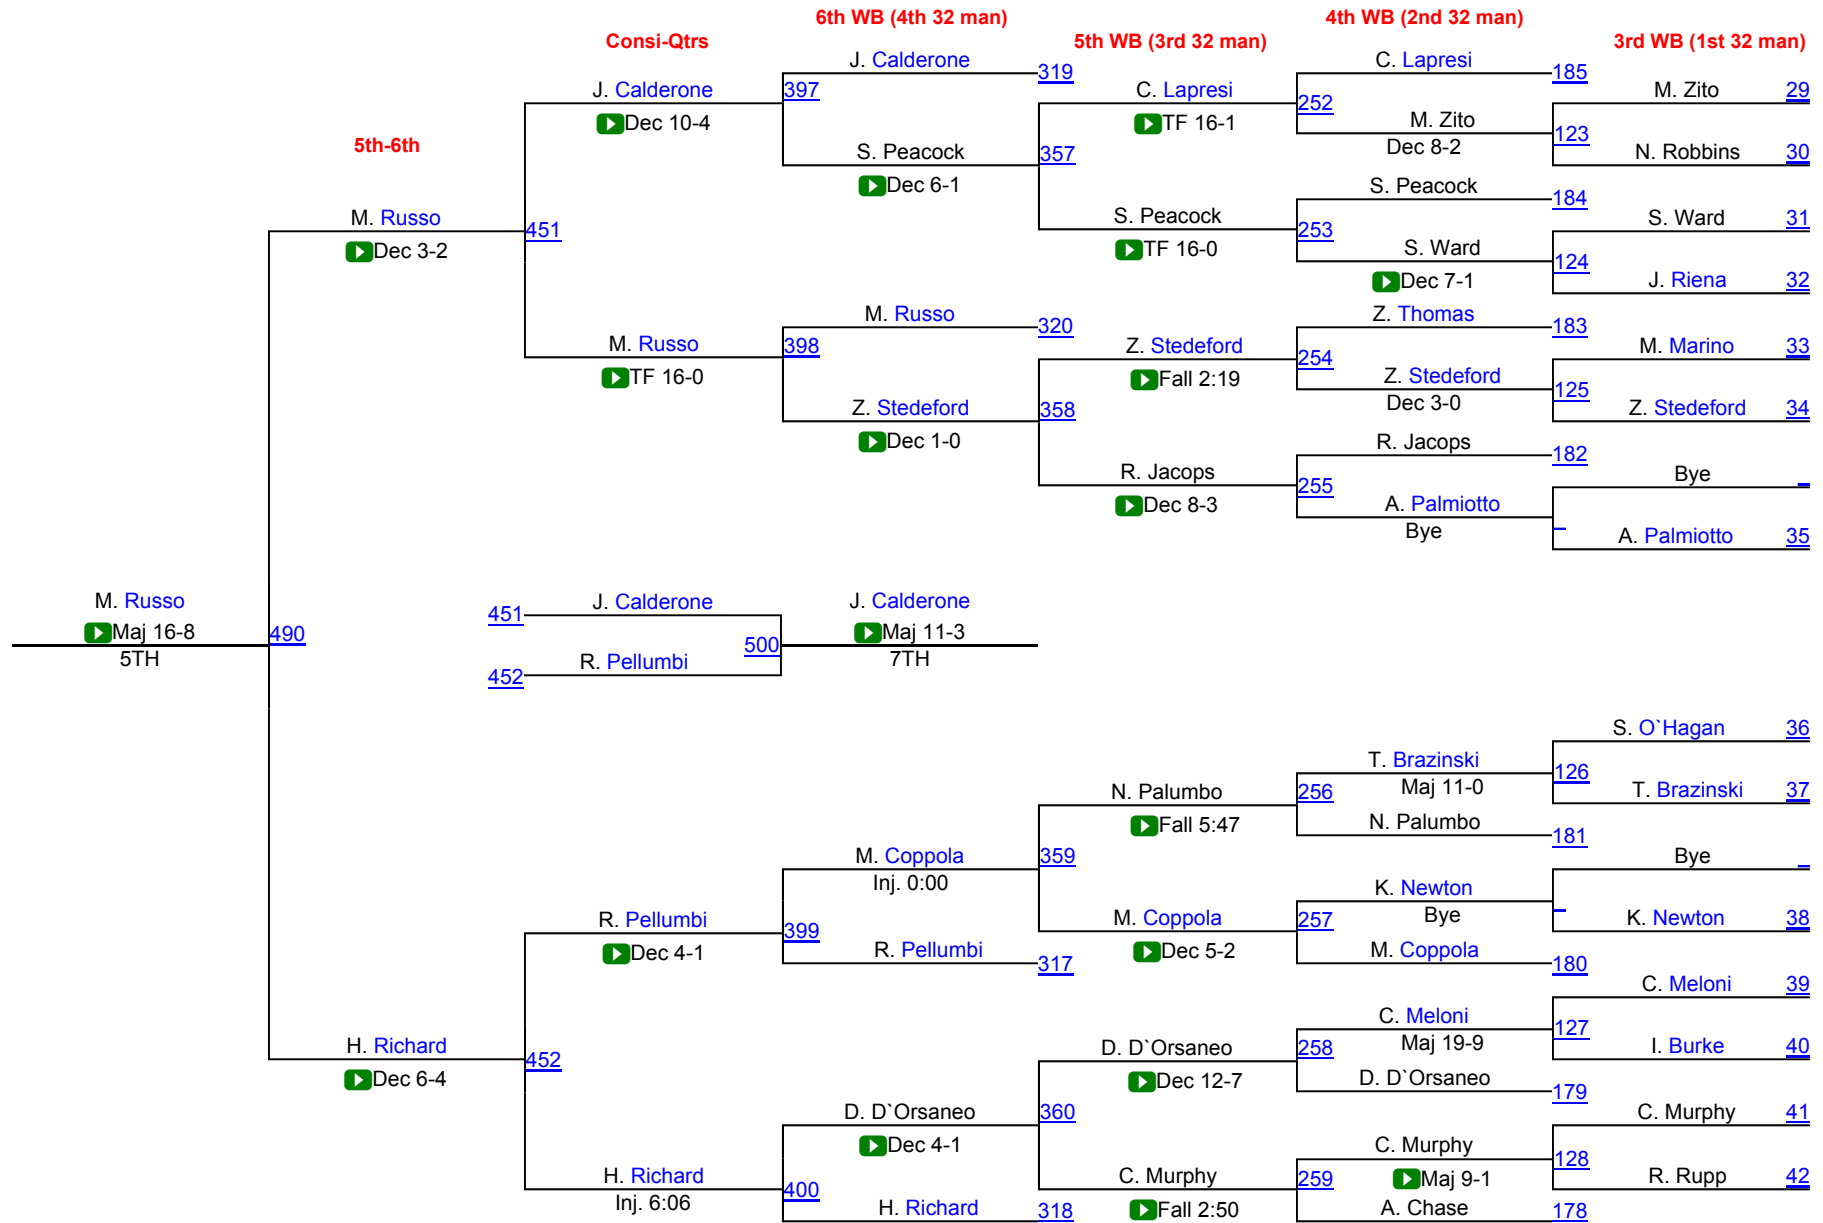 6th WB (4th 32 man)
4th WB (2nd 32 man)
Consi-Qtrs
5th WB (3rd 32 man)
3rd WB (1st 32 man)
J. Calderone
319
C. Lapresi
185
J. Calderone
397
C. Lapresi
252
M. Zito
29
Dec 10-4
TF 16-1
M. Zito
123
5th-6th
Dec 8-2
S. Peacock
357
N. Robbins
30
Dec 6-1
S. Peacock
184
M. Russo
451
S. Peacock
253
S. Ward
31
Dec 3-2
TF 16-0
S. Ward
124
Dec 7-1
J. Riena
32
M. Russo
320
Z. Thomas
183
M. Russo
398
Z. Stedeford
254
M. Marino
33
TF 16-0
Fall 2:19
Z. Stedeford
125
Dec 3-0
Z. Stedeford
358
Z. Stedeford
34
Dec 1-0
R. Jacops
182
R. Jacops
255
Bye
Dec 8-3
A. Palmiotto
Bye
A. Palmiotto
35
M. Russo
451
J. Calderone
J. Calderone
Maj 16-8
490
500
Maj 11-3
5TH
452
R. Pellumbi
7TH
S. O`Hagan
36
T. Brazinski
126
Maj 11-0
N. Palumbo
256
T. Brazinski
37
Fall 5:47
N. Palumbo
181
M. Coppola
359
Bye
Inj. 0:00
K. Newton
Bye
R. Pellumbi
399
M. Coppola
257
K. Newton
38
Dec 4-1
R. Pellumbi
317
Dec 5-2
M. Coppola
180
C. Meloni
39
C. Meloni
127
Maj 19-9
H. Richard
452
D. D`Orsaneo
258
I. Burke
40
Dec 6-4
Dec 12-7
D. D`Orsaneo
179
D. D`Orsaneo
360
C. Murphy
41
Dec 4-1
C. Murphy
128
Maj 9-1
H. Richard
400
C. Murphy
259
R. Rupp
42
Inj. 6:06
H. Richard
318
Fall 2:50
A. Chase
178